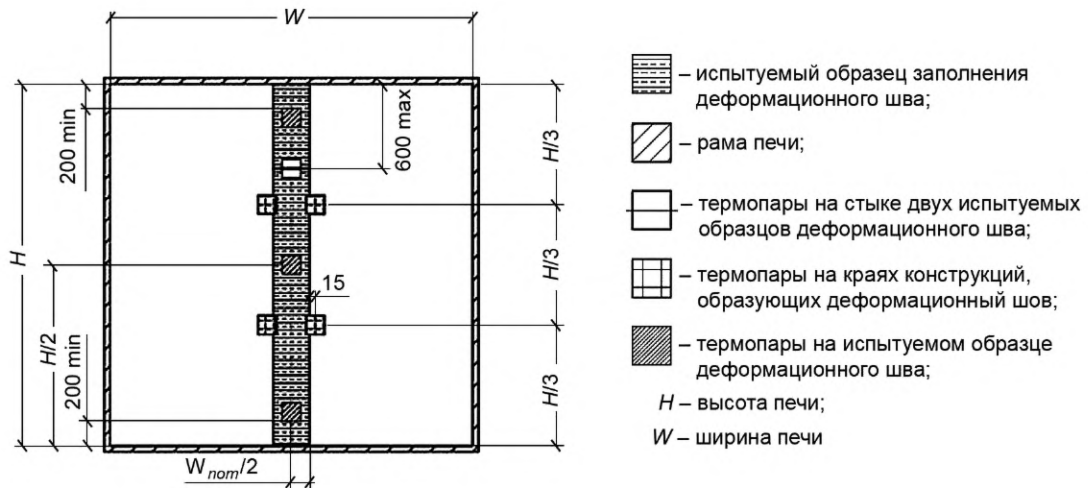 W
200 min
600 max
H/3
H
H/3
15
H/2
200 min
H/3
W nom/2
– испытуемый образец заполнения
деформационного шва;
– рама печи;
– термопары на стыке двух испытуемых
образцов деформационного шва;
– термопары на краях конструкций,
образующих деформационный шов;
– термопары на испытуемом образце
деформационного шва;
H – высота печи;
W – ширина печи